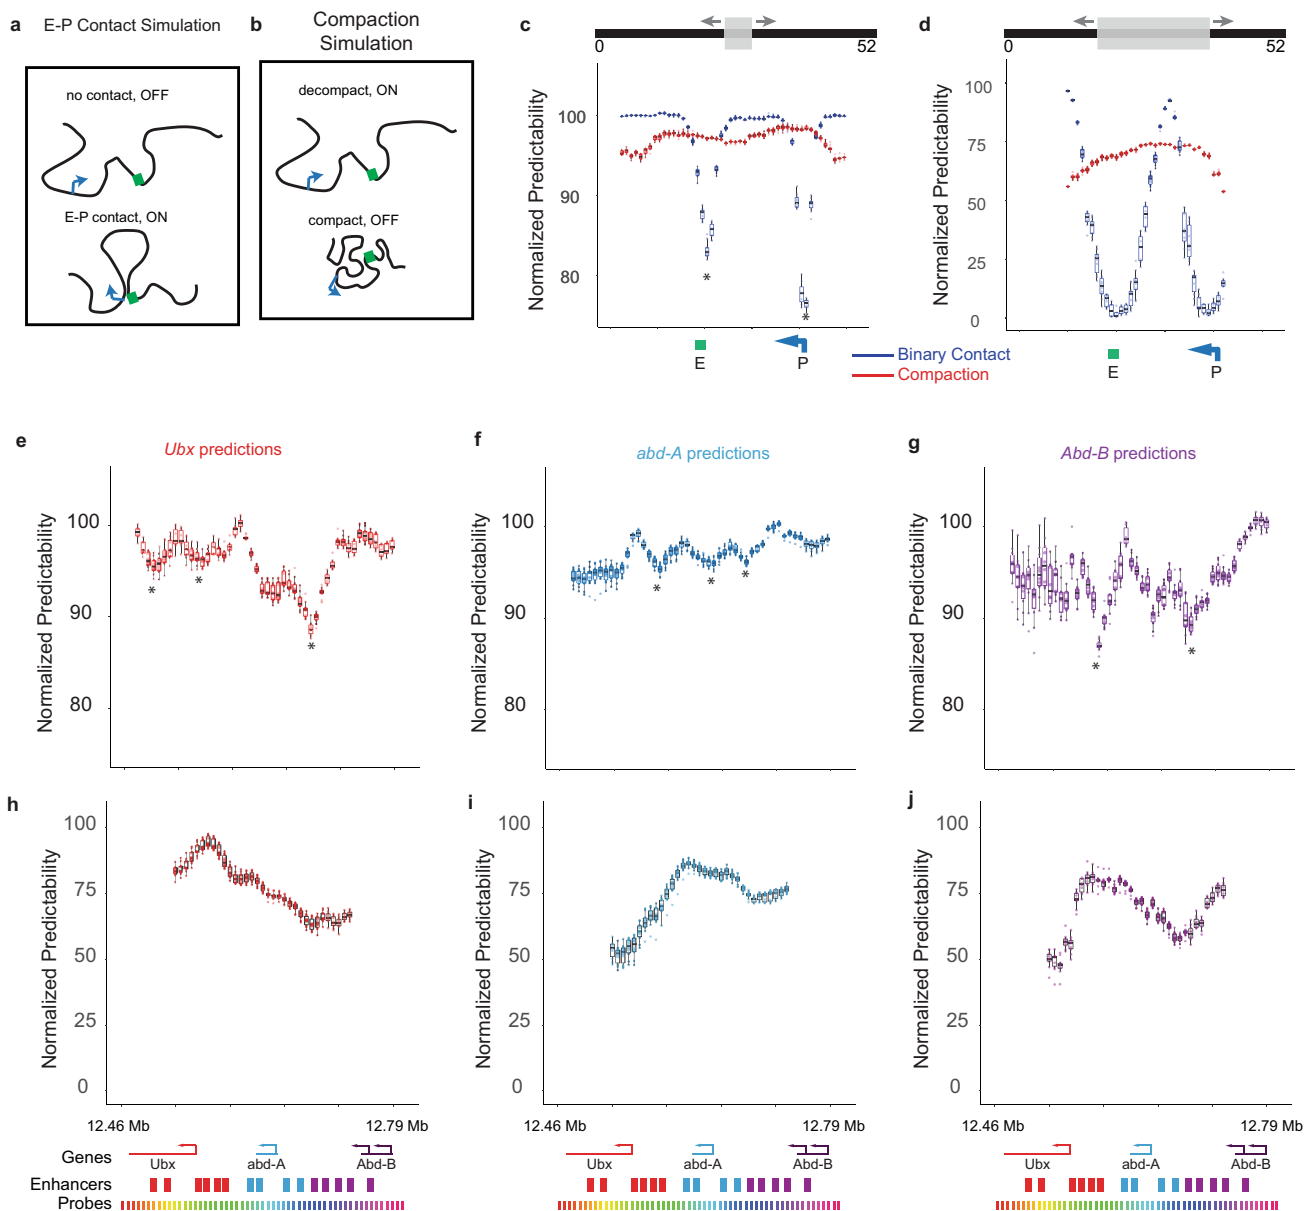 a E-P Contact Simulation
no contact, OFF
E-P contact, ON
b Compaction
Simulation
decompact, ON
compact, OFF
c
0 52
Normalized Predictability
100
90
80
*
*
E P
Binary Contact
Compaction
d
0 52
Normalized Predictability
100
75
50
25
0
E P
e
Ubx predictions
Normalized Predictability
100
90
80
*
*
*
f
abd-A predictions
Normalized Predictability
100
90
80
*
*
*
g
Abd-B predictions
Normalized Predictability
100
90
80
*
*
h
Normalized Predictability
100
75
50
25
0
12.46 Mb 12.79 Mb
i
Normalized Predictability
100
75
50
25
0
12.46 Mb 12.79 Mb
j
Normalized Predictability
100
75
50
25
0
12.46 Mb 12.79 Mb
Genes
Ubx abd-A Abd-B
Ubx abd-A Abd-B
Ubx abd-A Abd-B
Enhancers
Probes